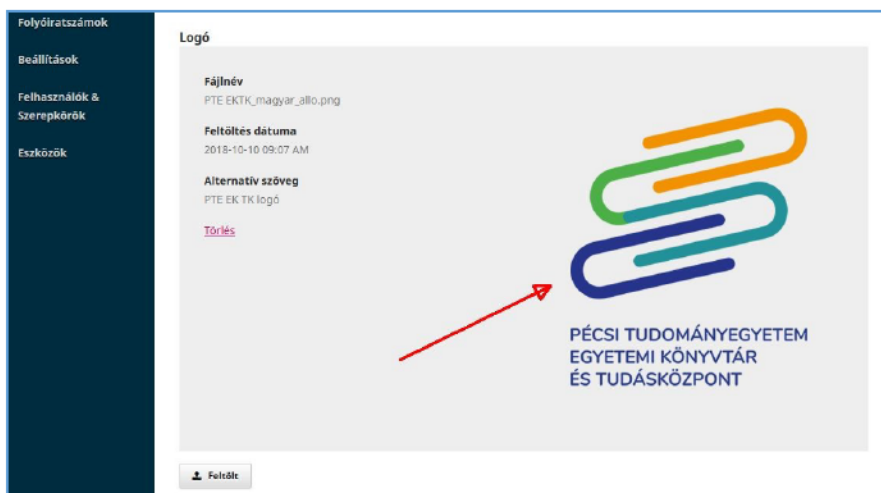 Folyóiratszámok
Beállítások
Felhasználók &
Szerepkörök
Eszközök
Logó
Fájlnév
PTE EKTK_magyar_allo.png
Feltöltés dátuma
2018-10-10 09:07 AM
Alternatív szöveg
PTE EK TK logó
Törlés
PÉCSI TUDOMÁNYEGYETEM
EGYETEMI KÖNYVTÁR
ÉS TUDÁSKÖZPONT
Feltölt